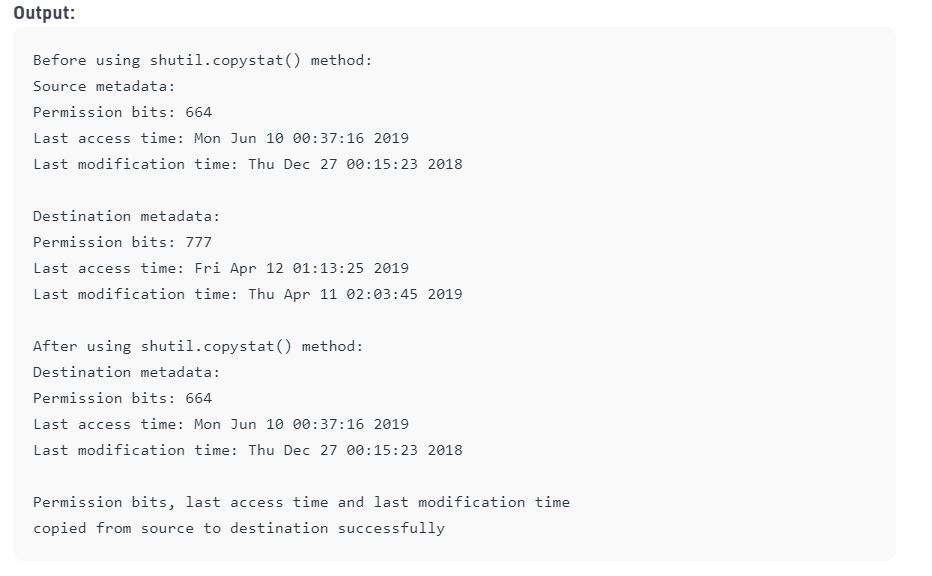 Output:
Before using shutil.copystat() method:
Source metadata:
Permission bits: 664
Last access time: Mon Jun 10 00:37:16 2019
Last modification time: Thu Dec 27 00:15:23 2018
Destination metadata:
Permission bits: 777
Last access time: Fri Apr 12 01:13:25 2019
Last modification time: Thu Apr 11 02:03:45 2019
After using shutil.copystat() method:
Destination metadata:
Permission bits: 664
Last access time: Mon Jun 10 00:37:16 2019
Last modification time: Thu Dec 27 00:15:23 2018
Permission bits, last access time and last modification time
copied from source to destination successfully